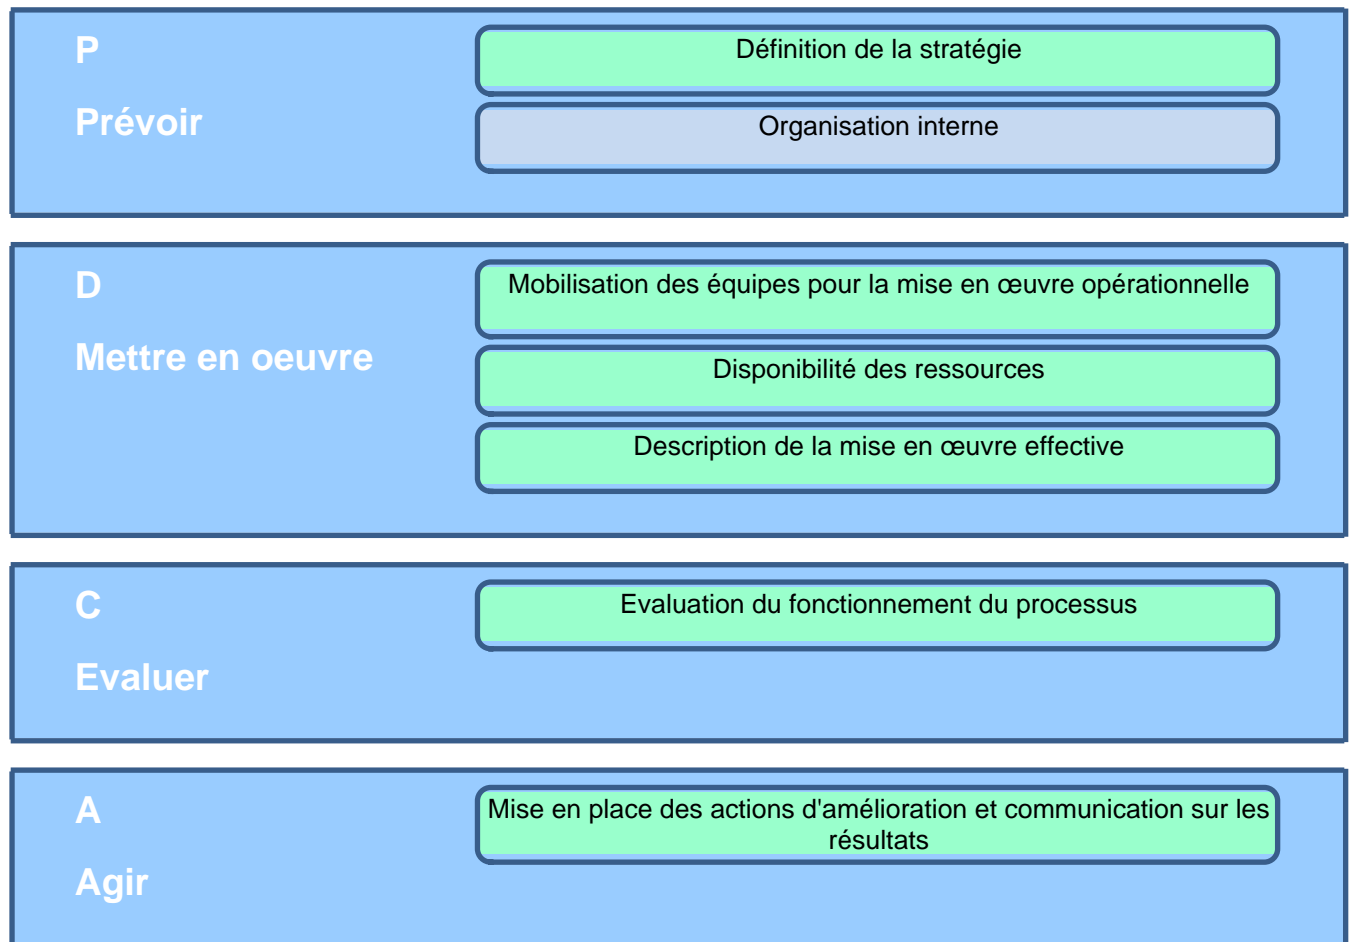 P
Prévoir
Définition de la stratégie
Organisation interne
D
Mettre en oeuvre
Mobilisation des équipes pour la mise en œuvre opérationnelle
Disponibilité des ressources
Description de la mise en œuvre effective
C
Evaluer
Evaluation du fonctionnement du processus
A
Agir
Mise en place des actions d'amélioration et communication sur les
résultats